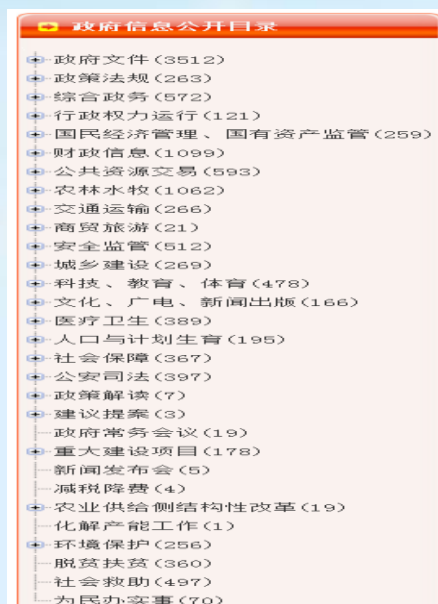 政府信息公开目录
政府文件(3512)
政策法规(263)
综合政务(572)
行政权力运行(121)
国民经济管理、国有资产监管(259)
财政信息(1099)
公共资源交易(593)
农林水牧(1062)
交通运输(266)
商贸旅游(21)
安全监管(512)
城乡建设(269)
科技、教育、体育(478)
文化、广电、新闻出版(166)
医疗卫生(389)
人口与计划生育(195)
社会保障(367)
公安司法(397)
政策解读(7)
建议提案(3)
政府常务会议(19)
重大建设项目(178)
新闻发布会(5)
减税降费(4)
农业供给侧结构性改革(19)
化解产能工作(1)
环境保护(256)
脱贫扶贫(360)
社会救助(497)
为民办实事(70)